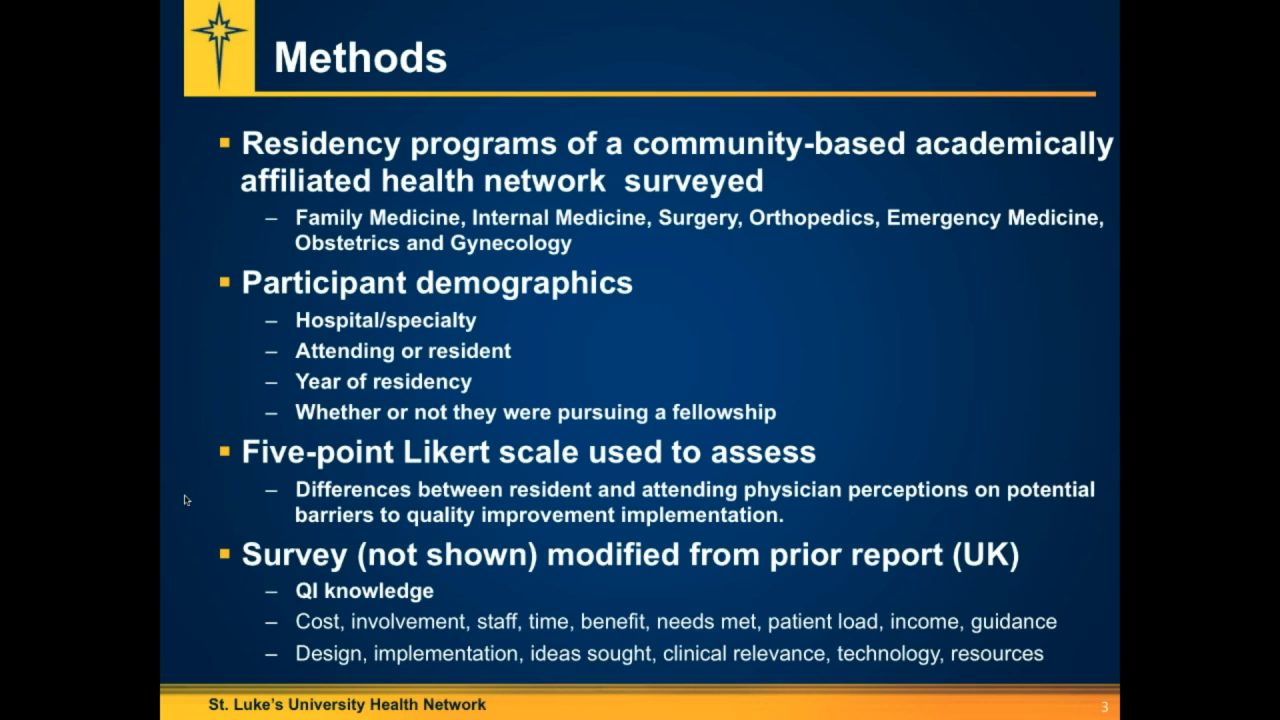 Methods
▪ Residency programs of a community-based academically
affiliated health network surveyed
– Family Medicine, Internal Medicine, Surgery, Orthopedics, Emergency Medicine,
Obstetrics and Gynecology
▪ Participant demographics
– Hospital/specialty
– Attending or resident
– Year of residency
– Whether or not they were pursuing a fellowship
▪ Five-point Likert scale used to assess
– Differences between resident and attending physician perceptions on potential
barriers to quality improvement implementation.
▪ Survey (not shown) modified from prior report (UK)
– QI knowledge
– Cost, involvement, staff, time, benefit, needs met, patient load, income, guidance
– Design, implementation, ideas sought, clinical relevance, technology, resources
St. Luke's University Health Network
3